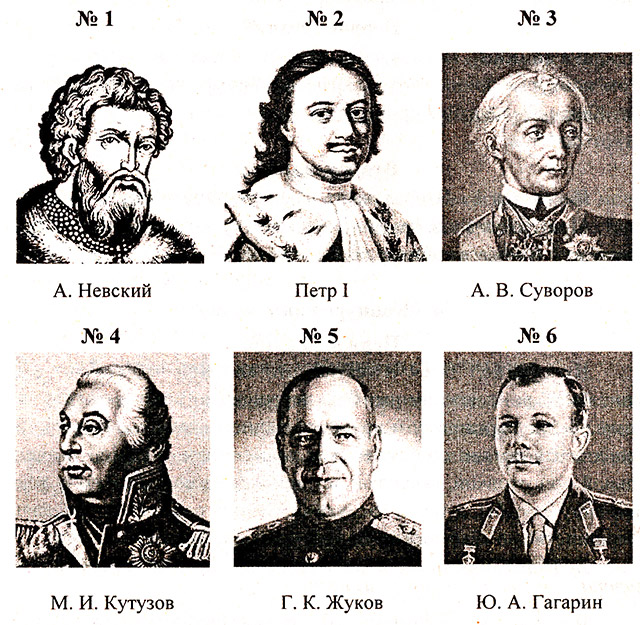 № 1 № 2 № 3
А. Невский Петр I А. В. Суворов
№ 4 № 5 № 6
М. И. Кутузов Г. К. Жуков Ю. А. Гагарин